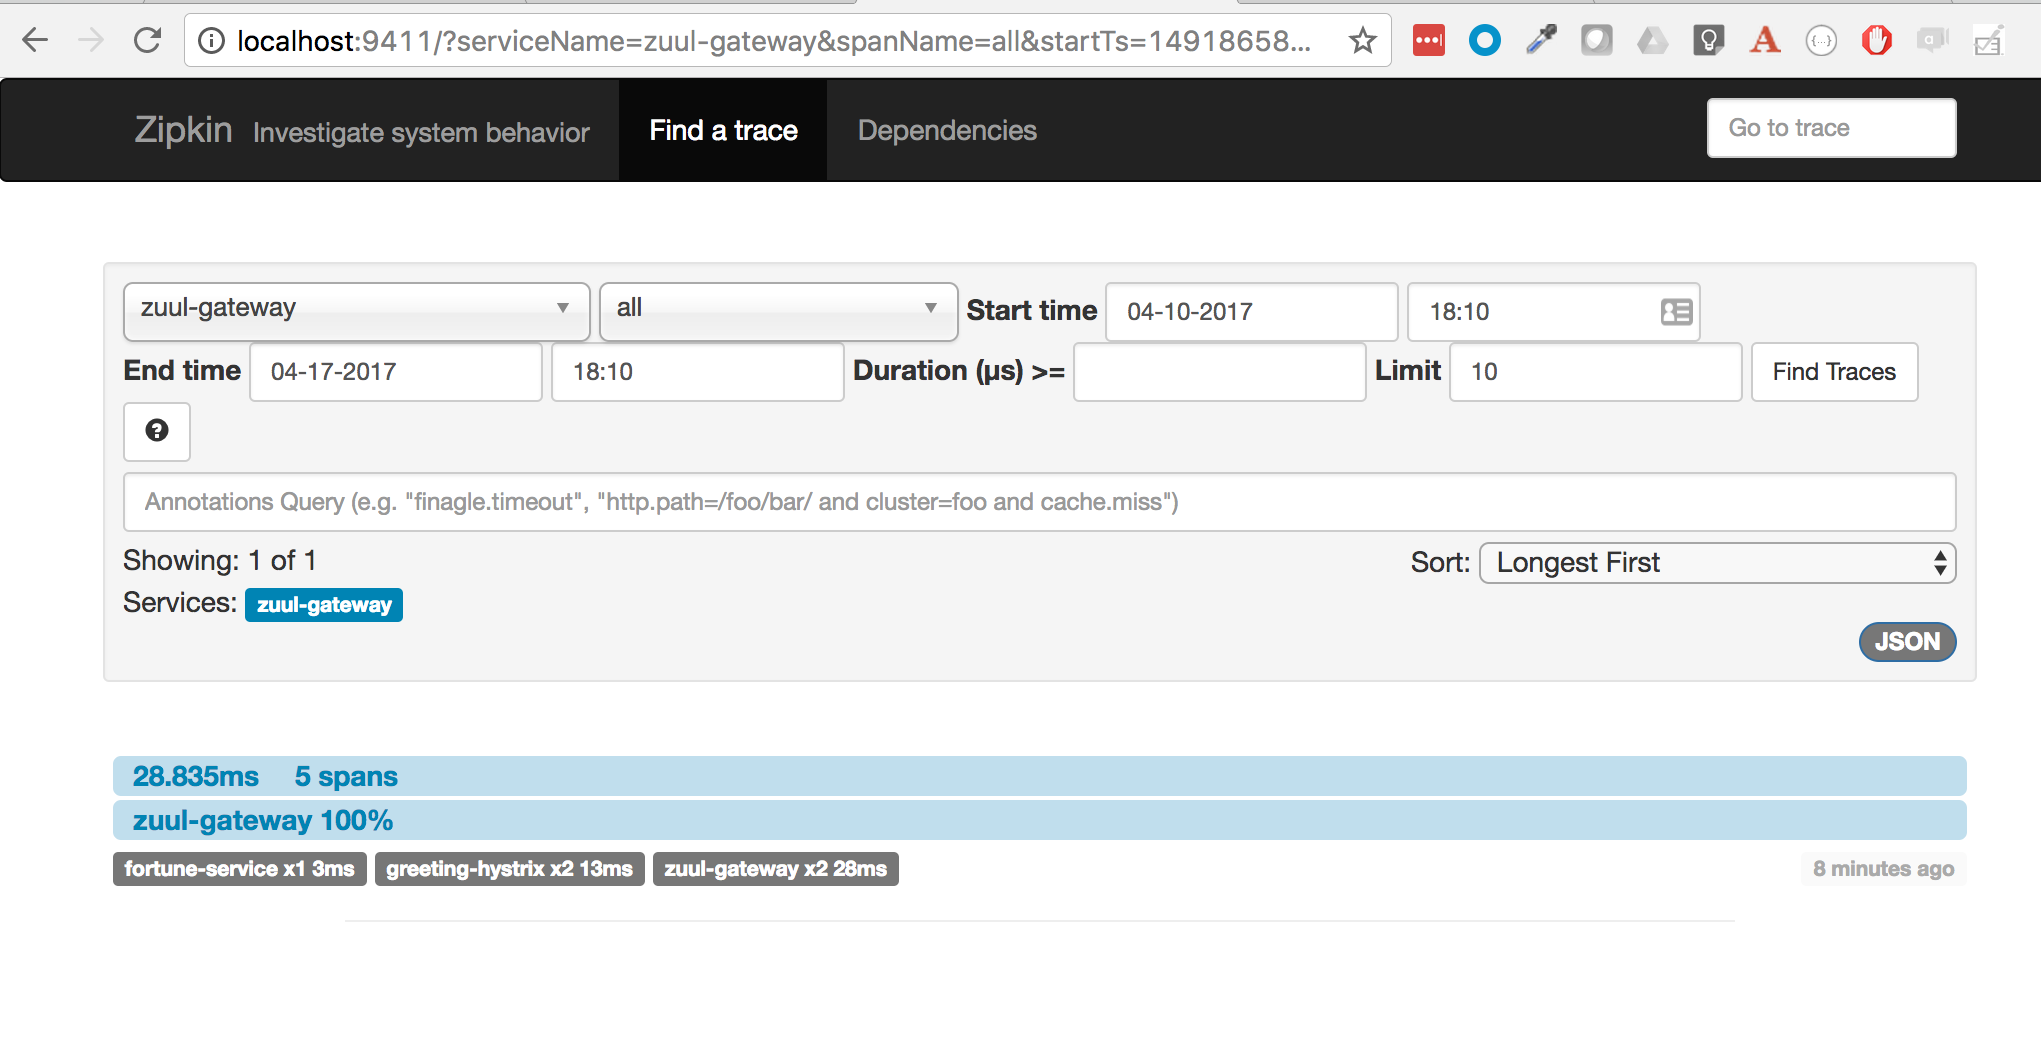 localhost:9411/?serviceName=zuul-gateway&spanName=all&startTs=14918658...
Zipkin Investigate system behavior Find a trace Dependencies Go to trace
zuul-gateway all Start time 04-10-2017 18:10
End time 04-17-2017 18:10 Duration (µs) >= Limit 10 Find Traces
?
Annotations Query (e.g. "finagle.timeout", "http.path=/foo/bar/ and cluster=foo and cache.miss")
Showing: 1 of 1 Sort: Longest First
Services: zuul-gateway
JSON
28.835ms 5 spans
zuul-gateway 100%
fortune-service x1 3ms greeting-hystrix x2 13ms zuul-gateway x2 28ms 8 minutes ago